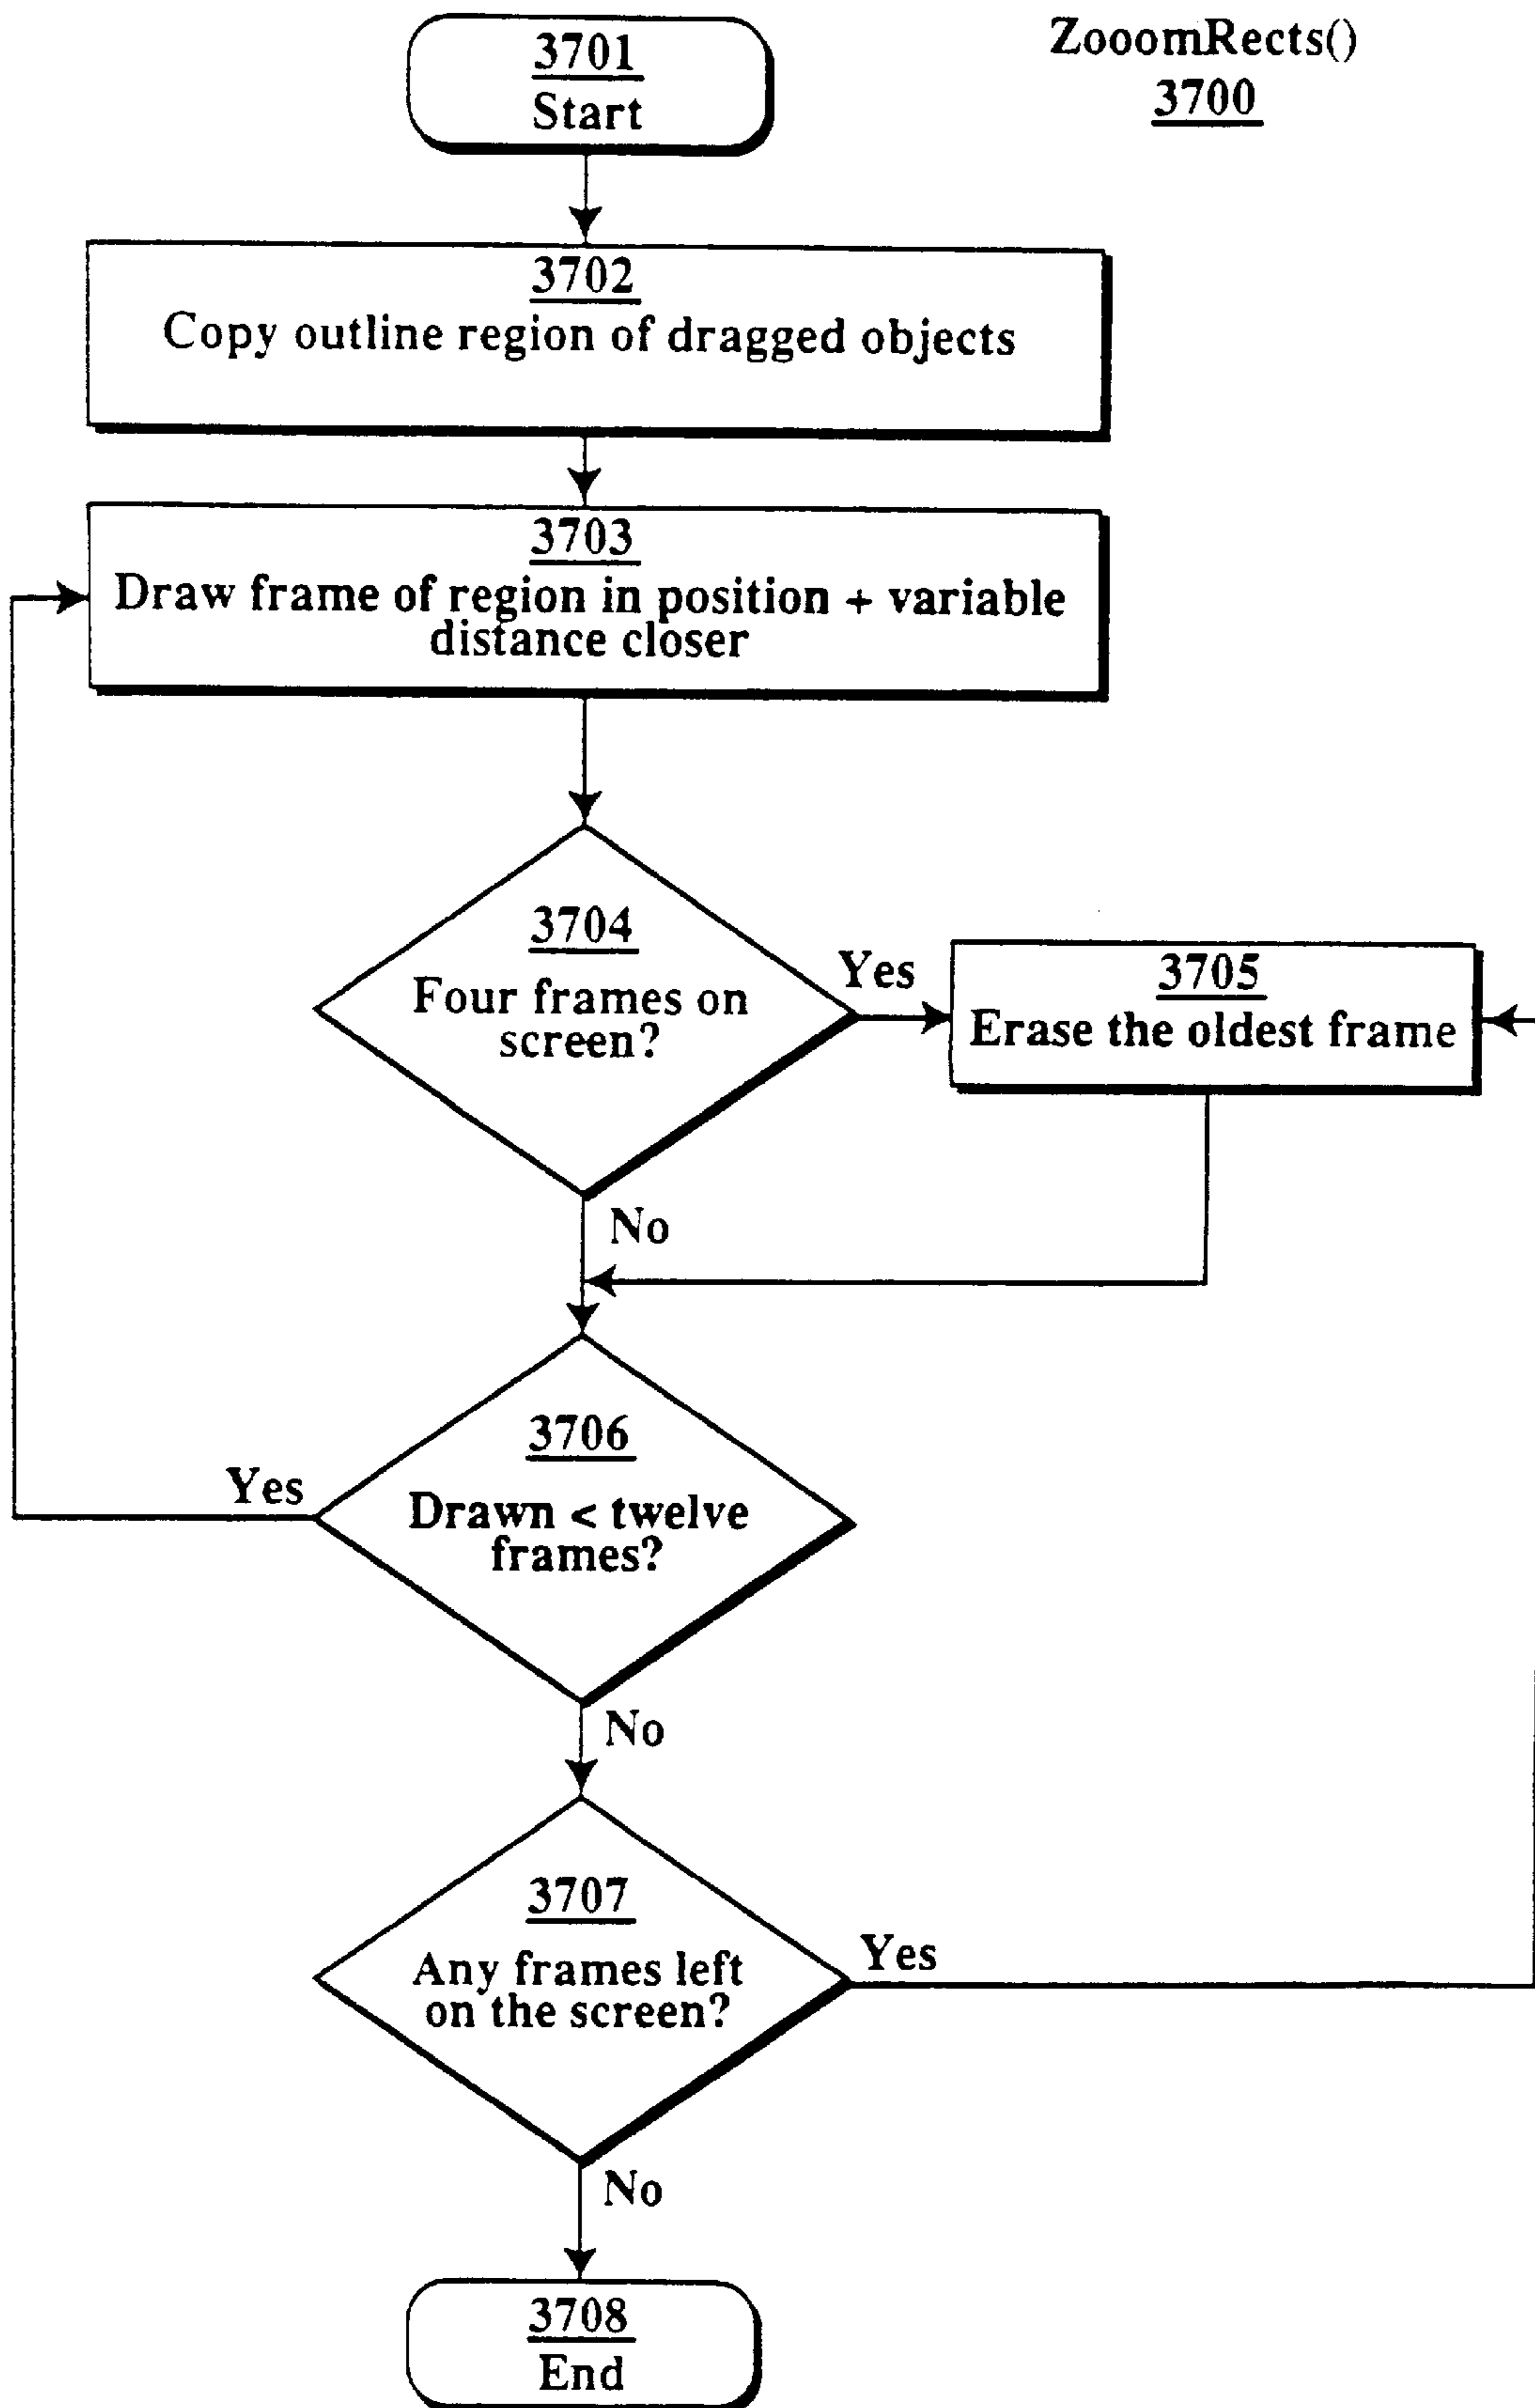 3701
Start
ZooomRects()
3700
3702
Copy outline region of dragged objects
3703
Draw frame of region in position + variable
distance closer
3704
Four frames on
screen?
Yes
3705
Erase the oldest frame
No
3706
Drawn < twelve
frames?
Yes
No
3707
Any frames left
on the screen?
Yes
No
3708
End